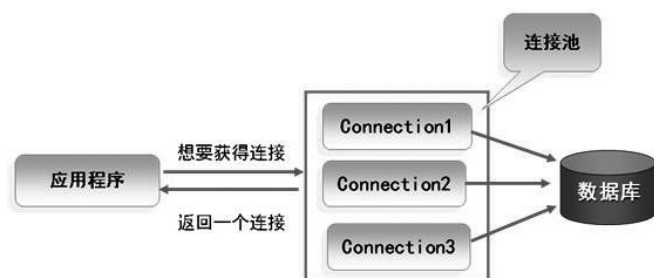 连接池
Connection1
想要获得连接
应用程序
Connection2
数据库
返回一个连接
Connection3